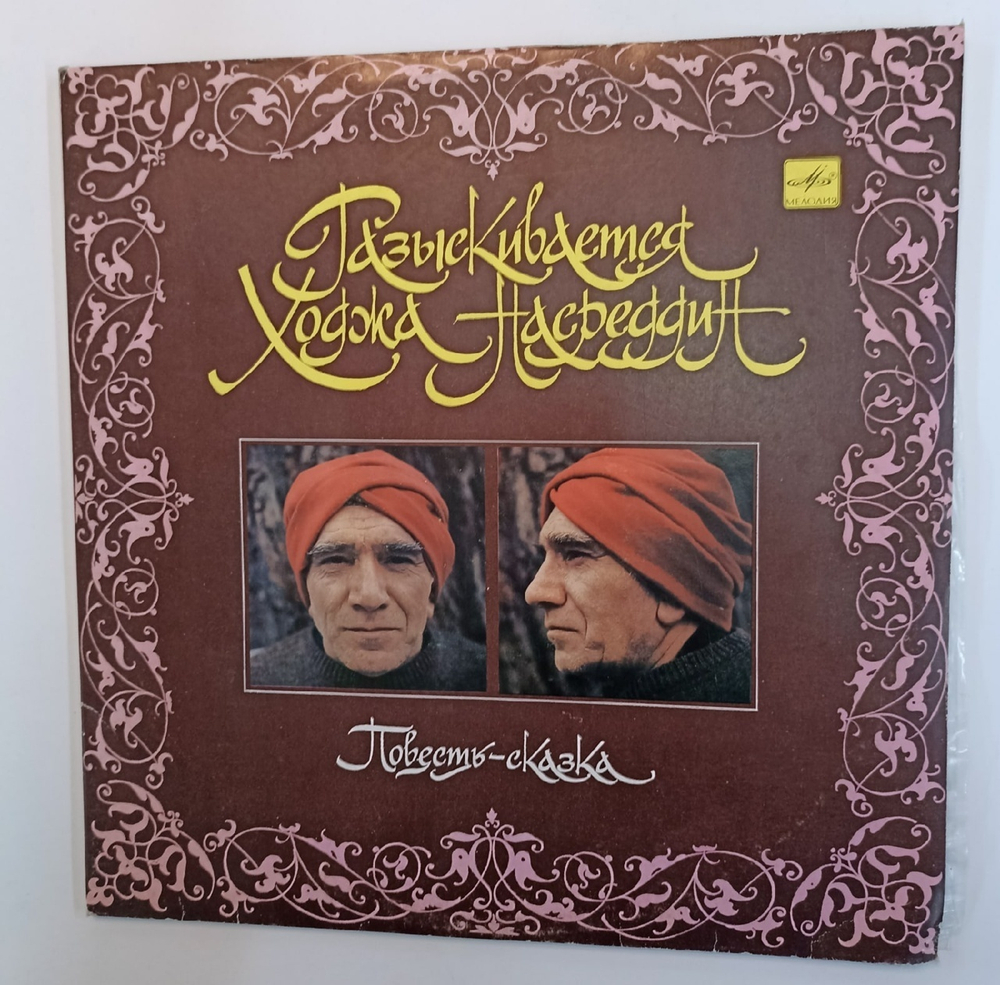 Разыскивается
Ходжа Насреддин
МЕЛОДИЯ
Повесть-сказка